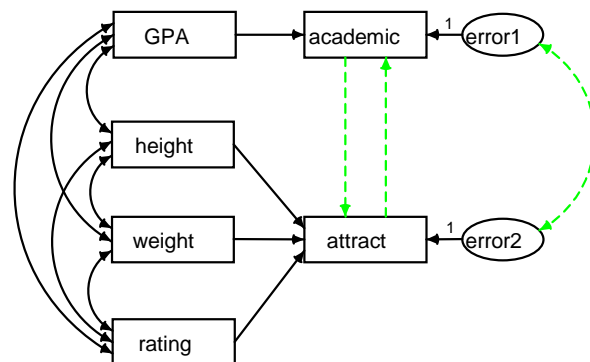 GPA academic 1 error1
height
weight attract 1 error2
rating